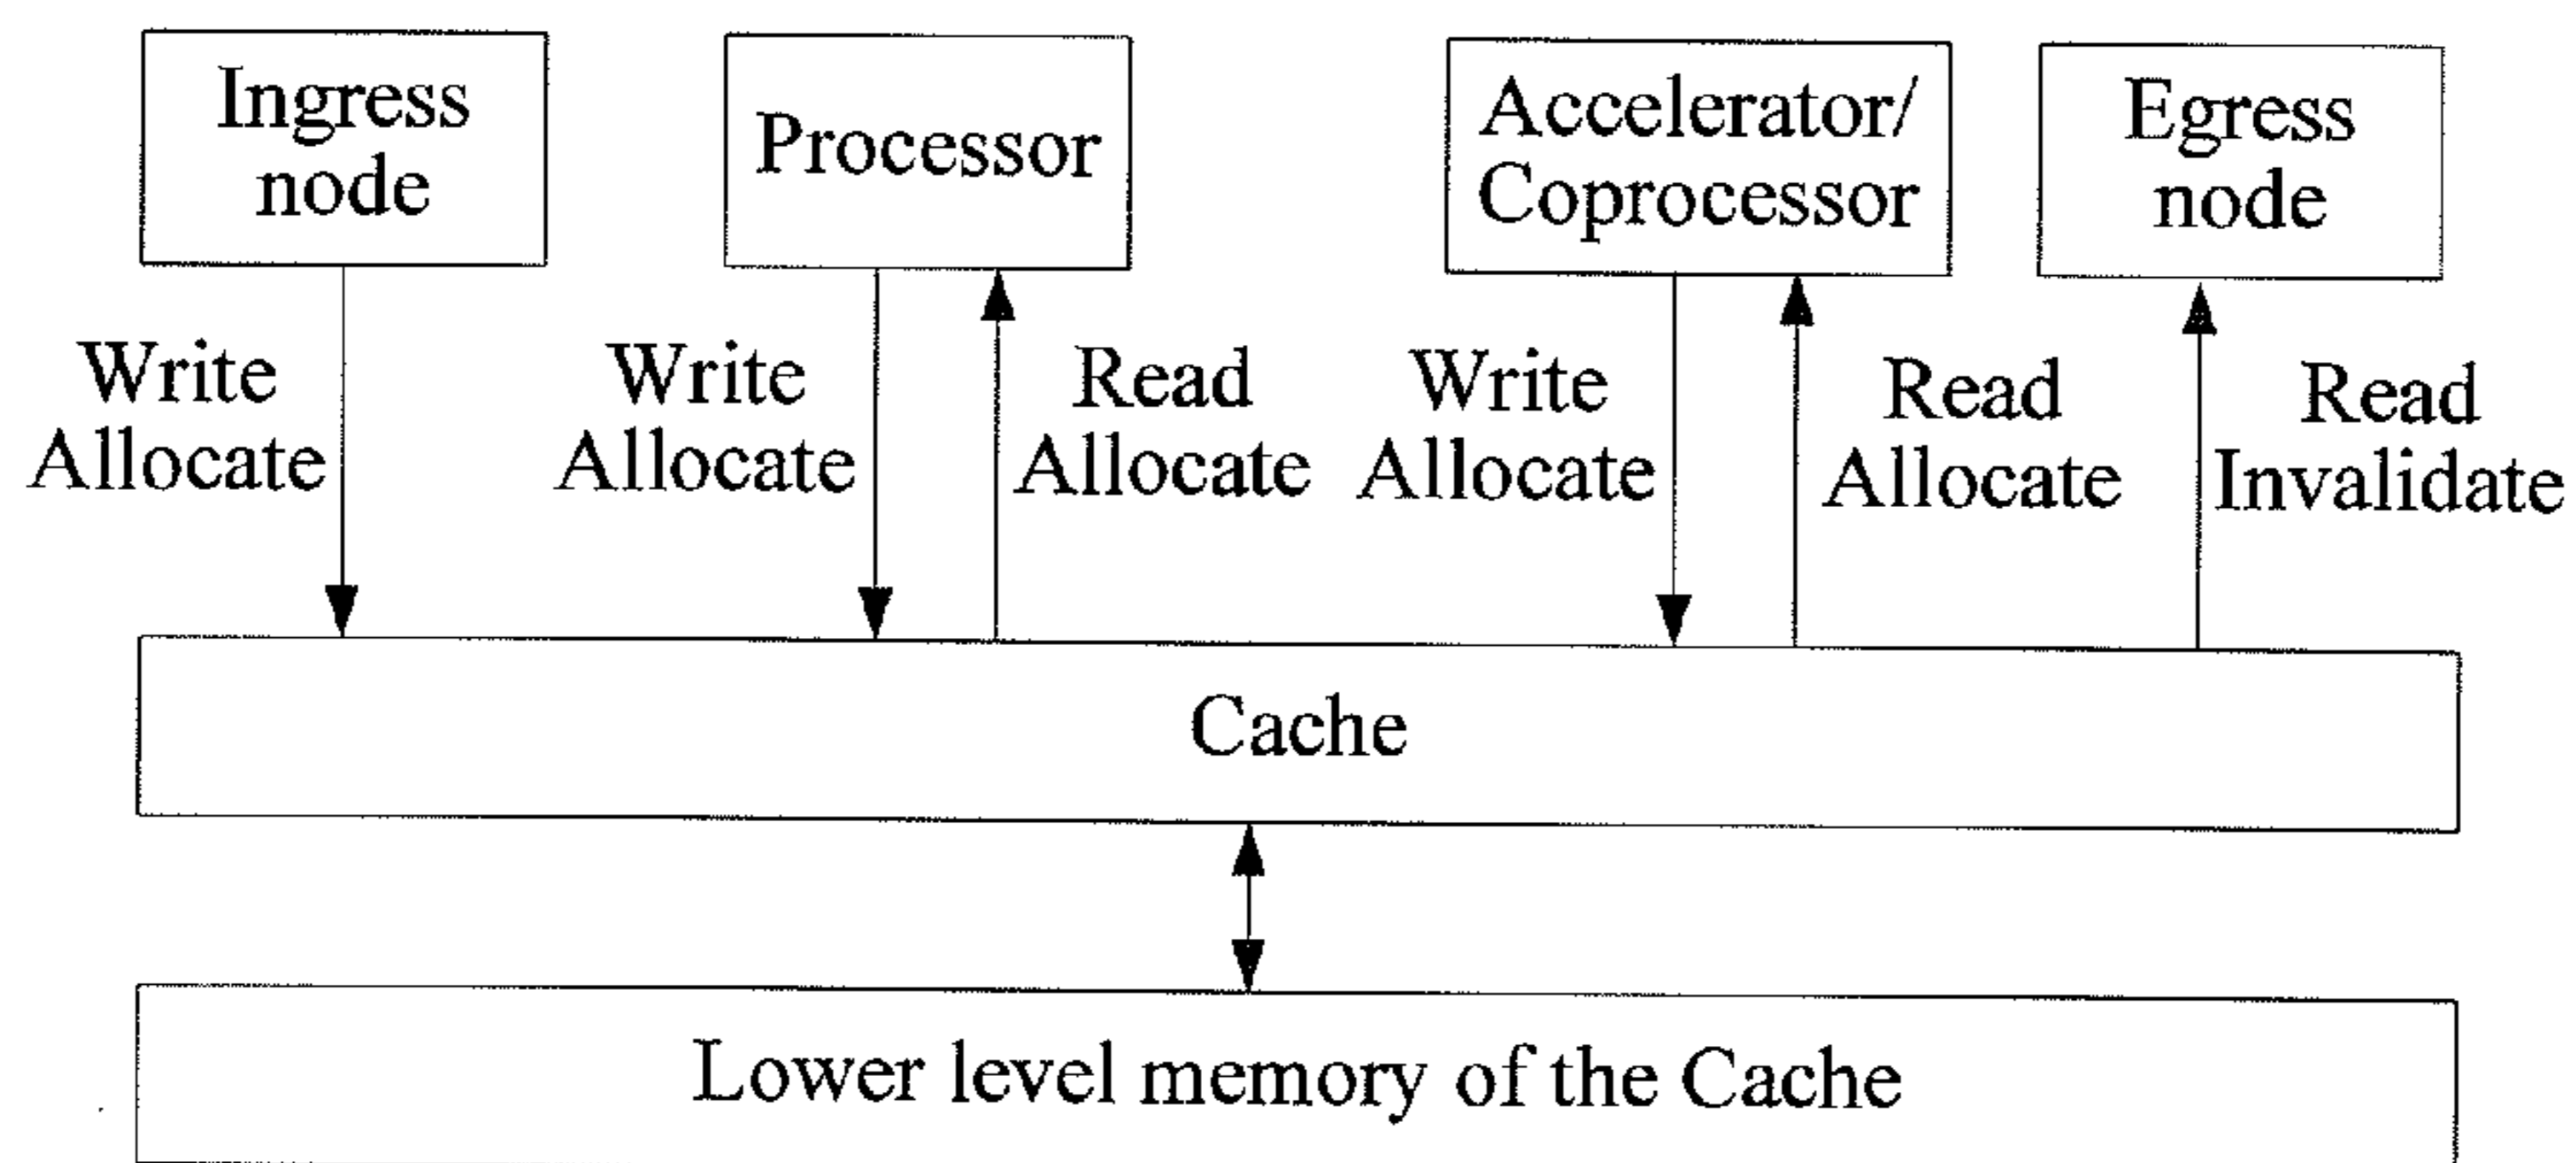 Ingress
node
Processor
Accelerator/
Coprocessor
Egress
node
Write
Allocate
Write
Allocate
Read
Allocate
Write
Allocate
Read
Allocate
Read
Invalidate
Cache
Lower level memory of the Cache